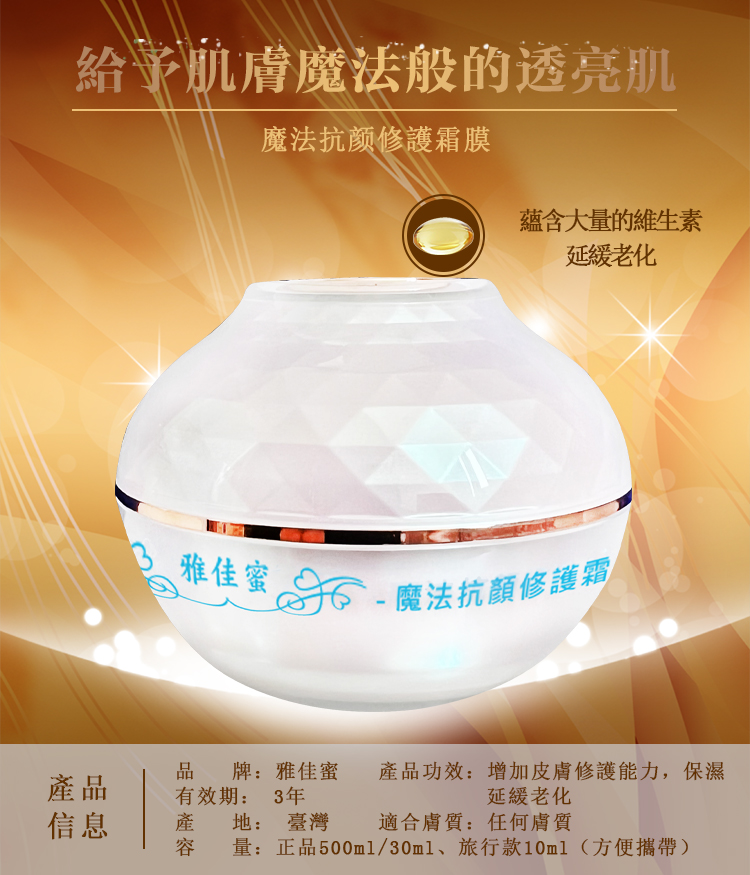 給予肌膚魔法般的透亮肌
魔法抗颜修護霜膜
蘊含大量的維生素
延緩老化
雅佳蜜
-魔法抗顏修護霜
產品
信息
品　牌：雅佳蜜
有效期：3年
產　地：臺灣
容　量：正品500ml/30ml、旅行款10ml（方便攜帶）
產品功效：增加皮膚修護能力，保濕
延緩老化
適合膚質：任何膚質